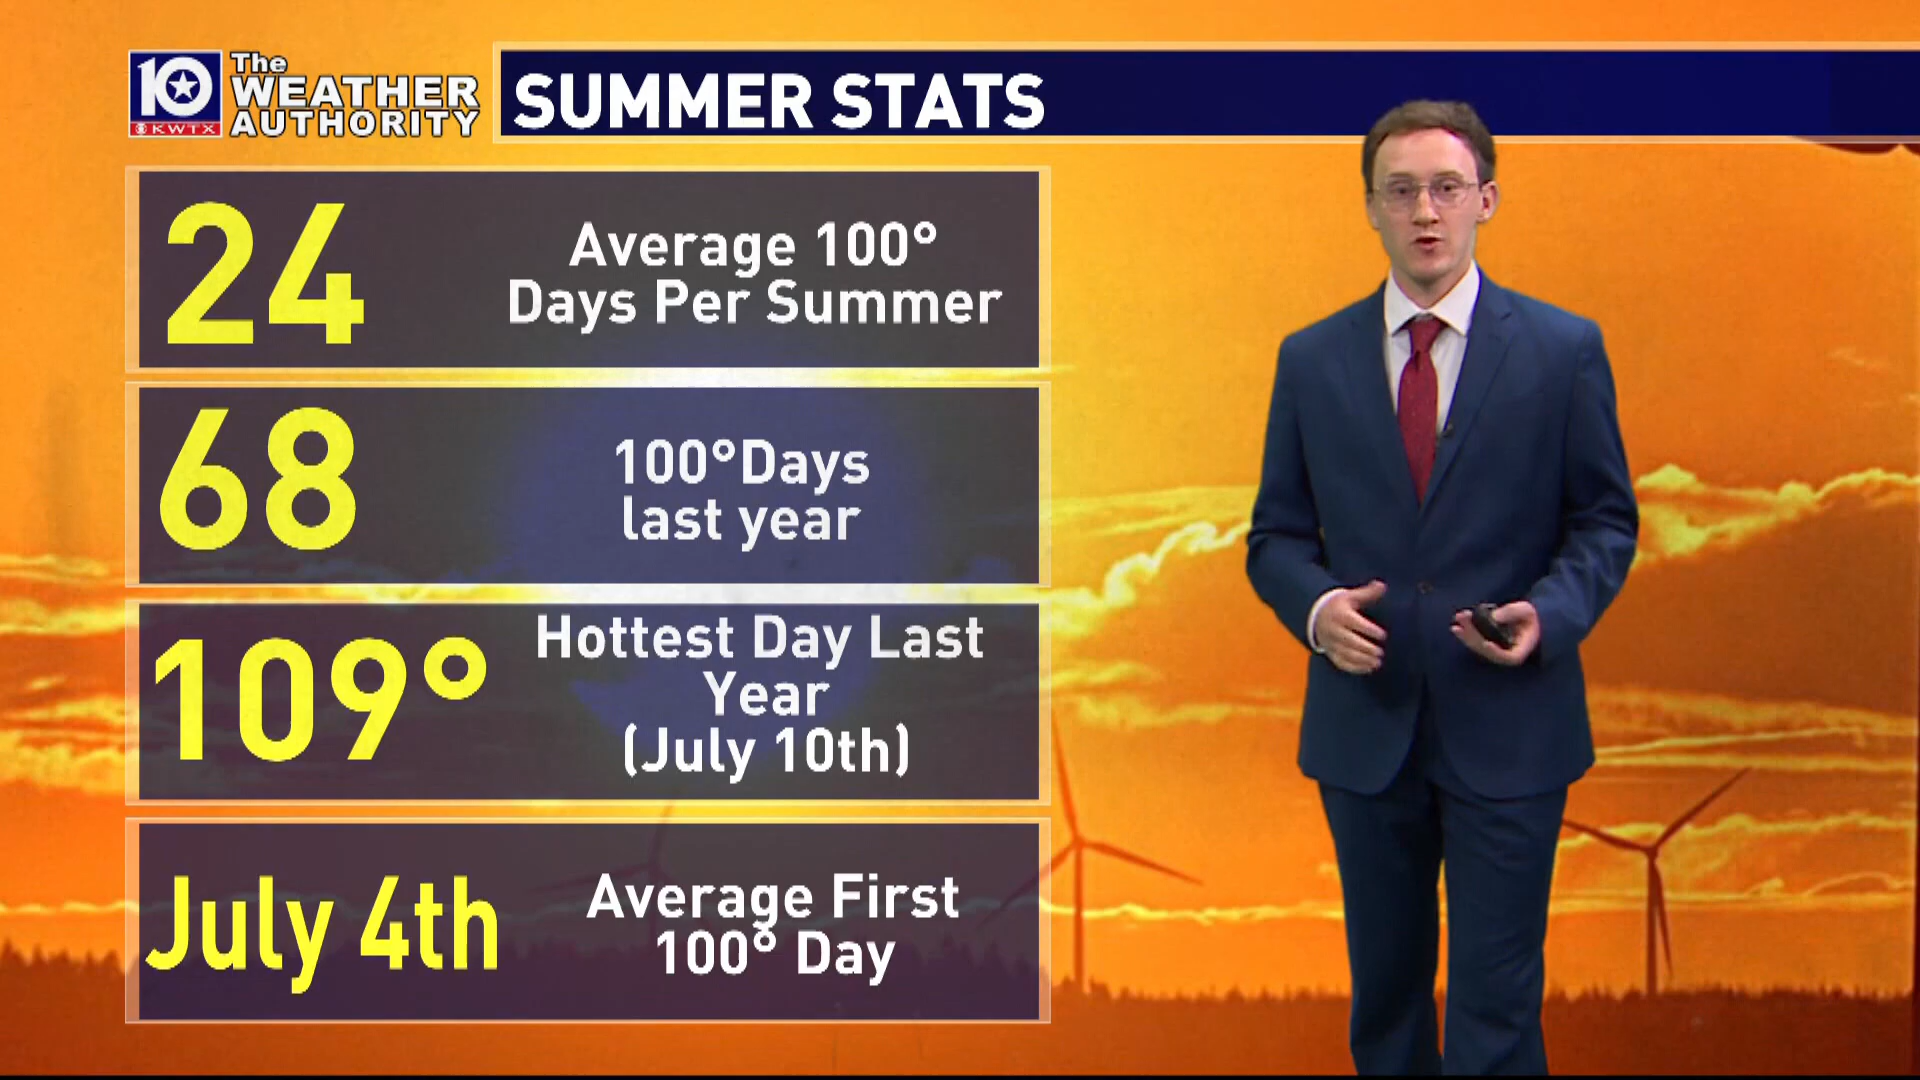 10
KWTX
The
WEATHER
AUTHORITY
SUMMER STATS
24
Average 100°
Days Per Summer
68
100°Days
last year
109°
Hottest Day Last
Year
(July 10th)
July 4th
Average First
100° Day